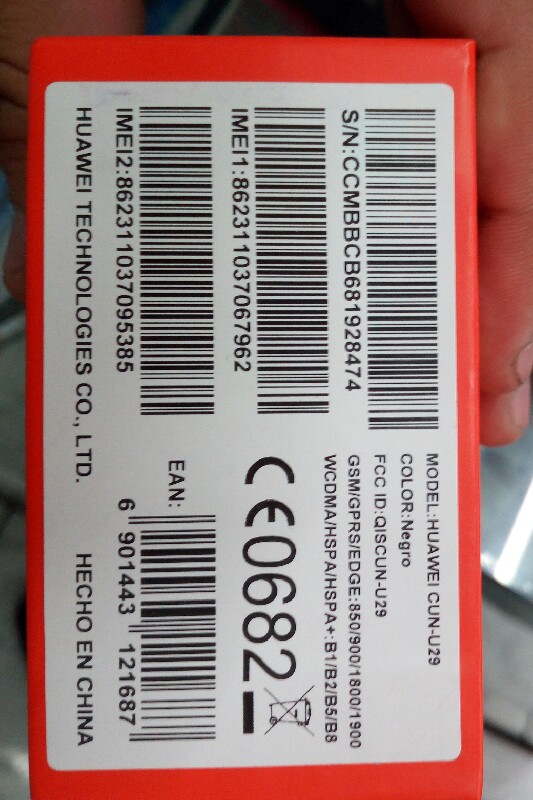 MODEL:HUAWEI CUN-U29
COLOR:Negro
FCC ID:QISCUN-U29
GSM/GPRS/EDGE:850/900/1800/1900
WCDMA/HSPA/HSPA+:B1/B2/B5/B8
S/N:CCMBBCB681928474
IMEI1:862311037067962
CE0682
IMEI2:862311037095385
EAN:
6 901443 121687
HUAWEI TECHNOLOGIES CO., LTD.
HECHO EN CHINA